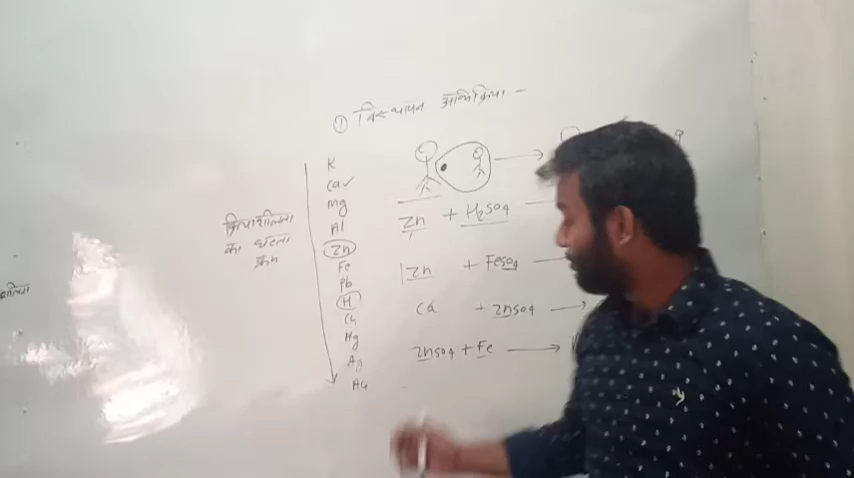 ① विस्थापन अभिक्रिया -
K
Ca✓
Mg
Al
Zn
Fe
Pb
H
Cu
Hg
Ag
Au
क्रियाशीलता
का घटता
क्रम
Zn + H₂SO₄
Zn + FeSO₄
Ca + ZnSO₄ →
ZnSO₄ + Fe →